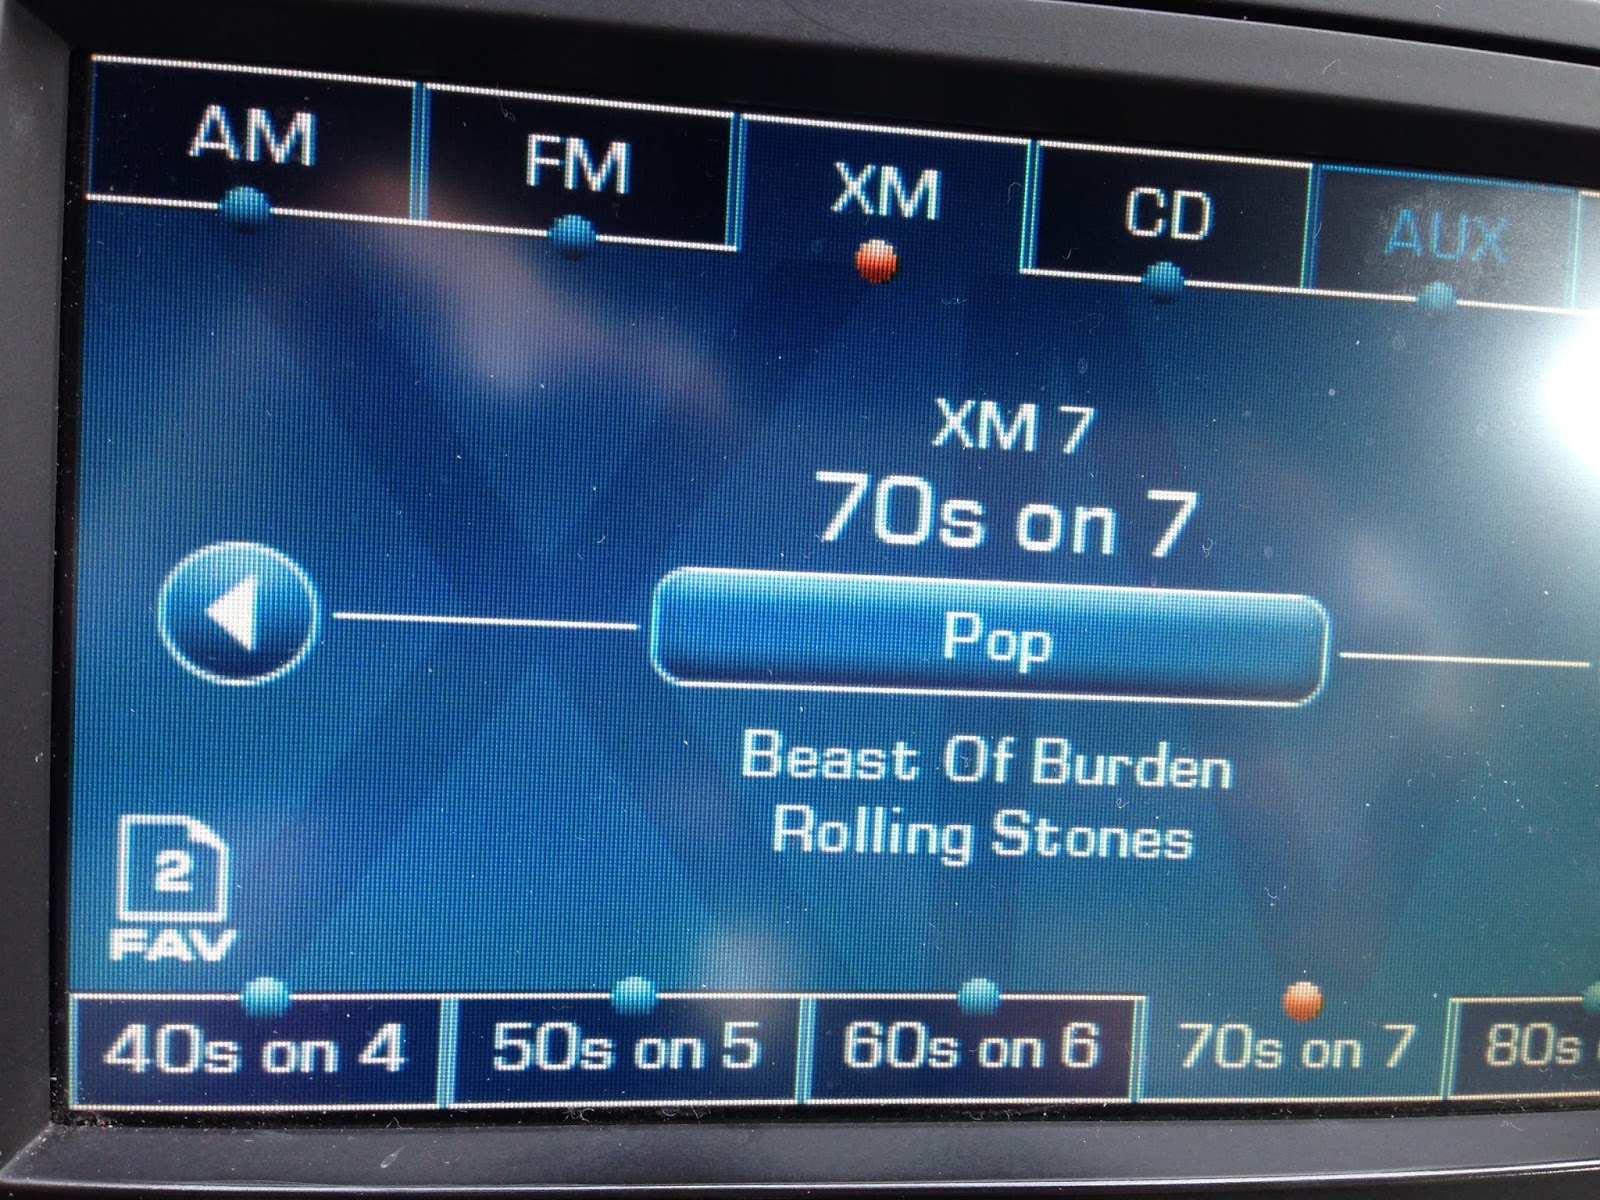 AM FM XM CD AUX
XM 7
70s on 7
Pop
Beast Of Burden
Rolling Stones
2
FAV
40s on 4 50s on 5 60s on 6 70s on 7 80s